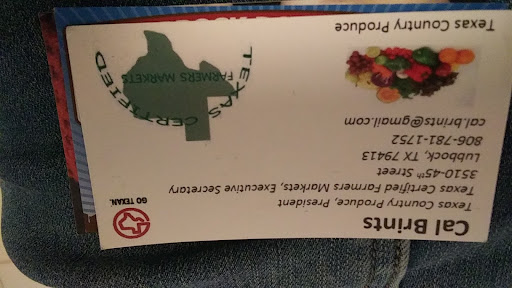 Cal Brints
Texas Country Produce, President
Texas Certified Farmers Markets, Executive Secretary
3510-45th Street
Lubbock, TX 79413
806-781-1752
cal.brints@gmail.com
Texas Country Produce
GO TEXAN.
TEXAS CERTIFIED
FARMERS MARKETS